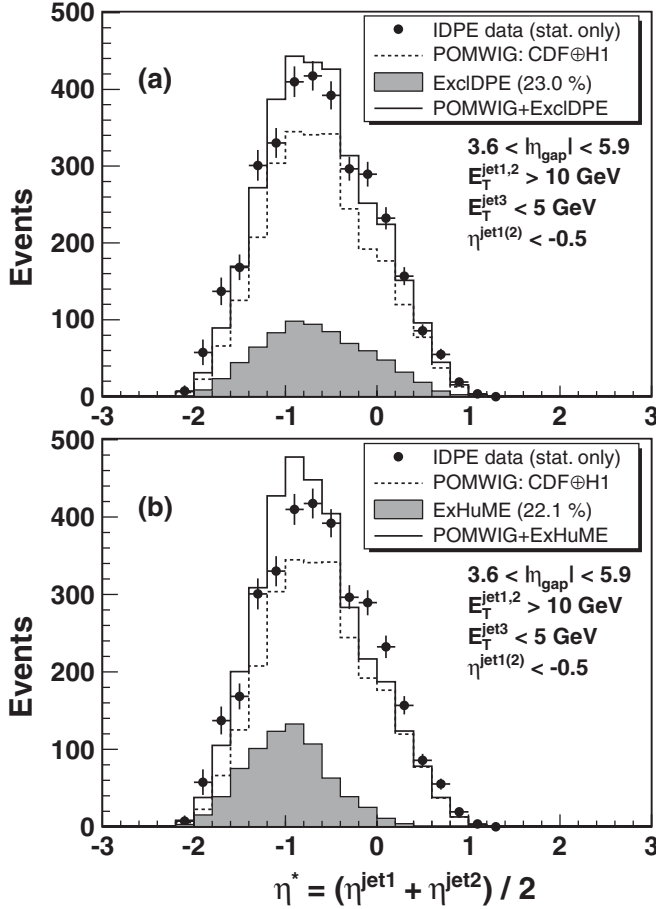 500
400
300
200
100
0
Events
(a)
IDPE data (stat. only)
POMWIG: CDF⊕H1
ExclDPE (23.0 %)
POMWIG+ExclDPE
3.6 < |η_gap| < 5.9
E_T^jet1,2 > 10 GeV
E_T^jet3 < 5 GeV
η^jet1(2) < -0.5
-3 -2 -1 0 1 2 3
500
400
300
200
100
0
Events
(b)
IDPE data (stat. only)
POMWIG: CDF⊕H1
ExHuME (22.1 %)
POMWIG+ExHuME
3.6 < |η_gap| < 5.9
E_T^jet1,2 > 10 GeV
E_T^jet3 < 5 GeV
η^jet1(2) < -0.5
-3 -2 -1 0 1 2 3
η^* = (η^jet1 + η^jet2) / 2